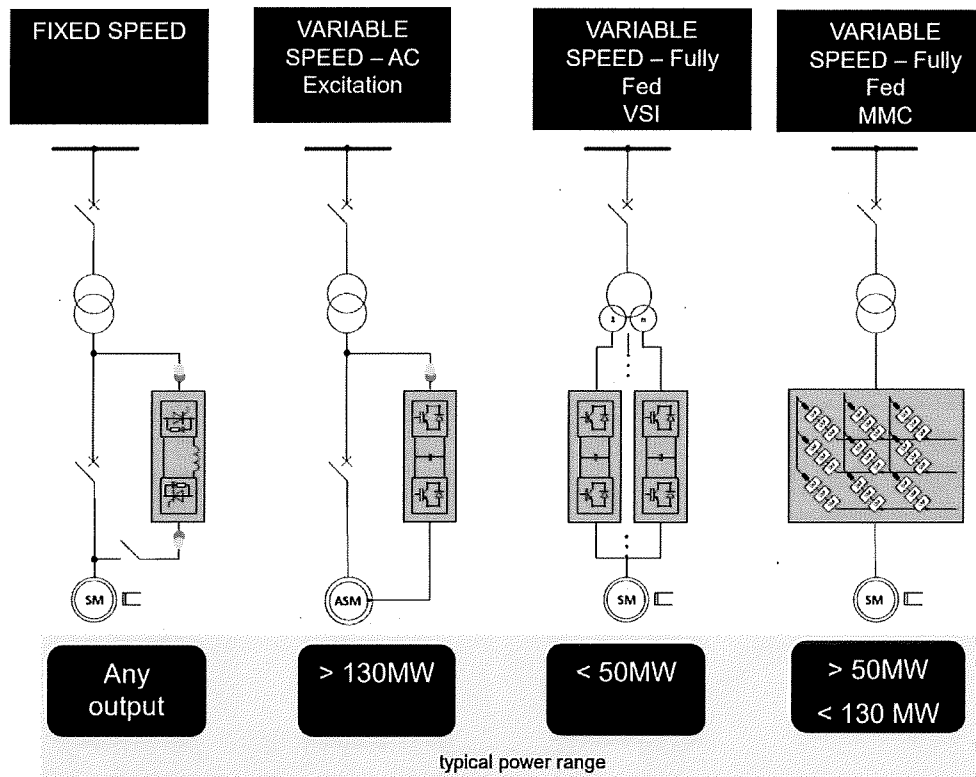 FIXED SPEED
VARIABLE
SPEED – AC
Excitation
VARIABLE
SPEED – Fully
Fed
VSI
VARIABLE
SPEED – Fully
Fed
MMC
1
n
SM
ASM
SM
SM
Any
output
> 130MW
< 50MW
> 50MW
< 130 MW
typical power range